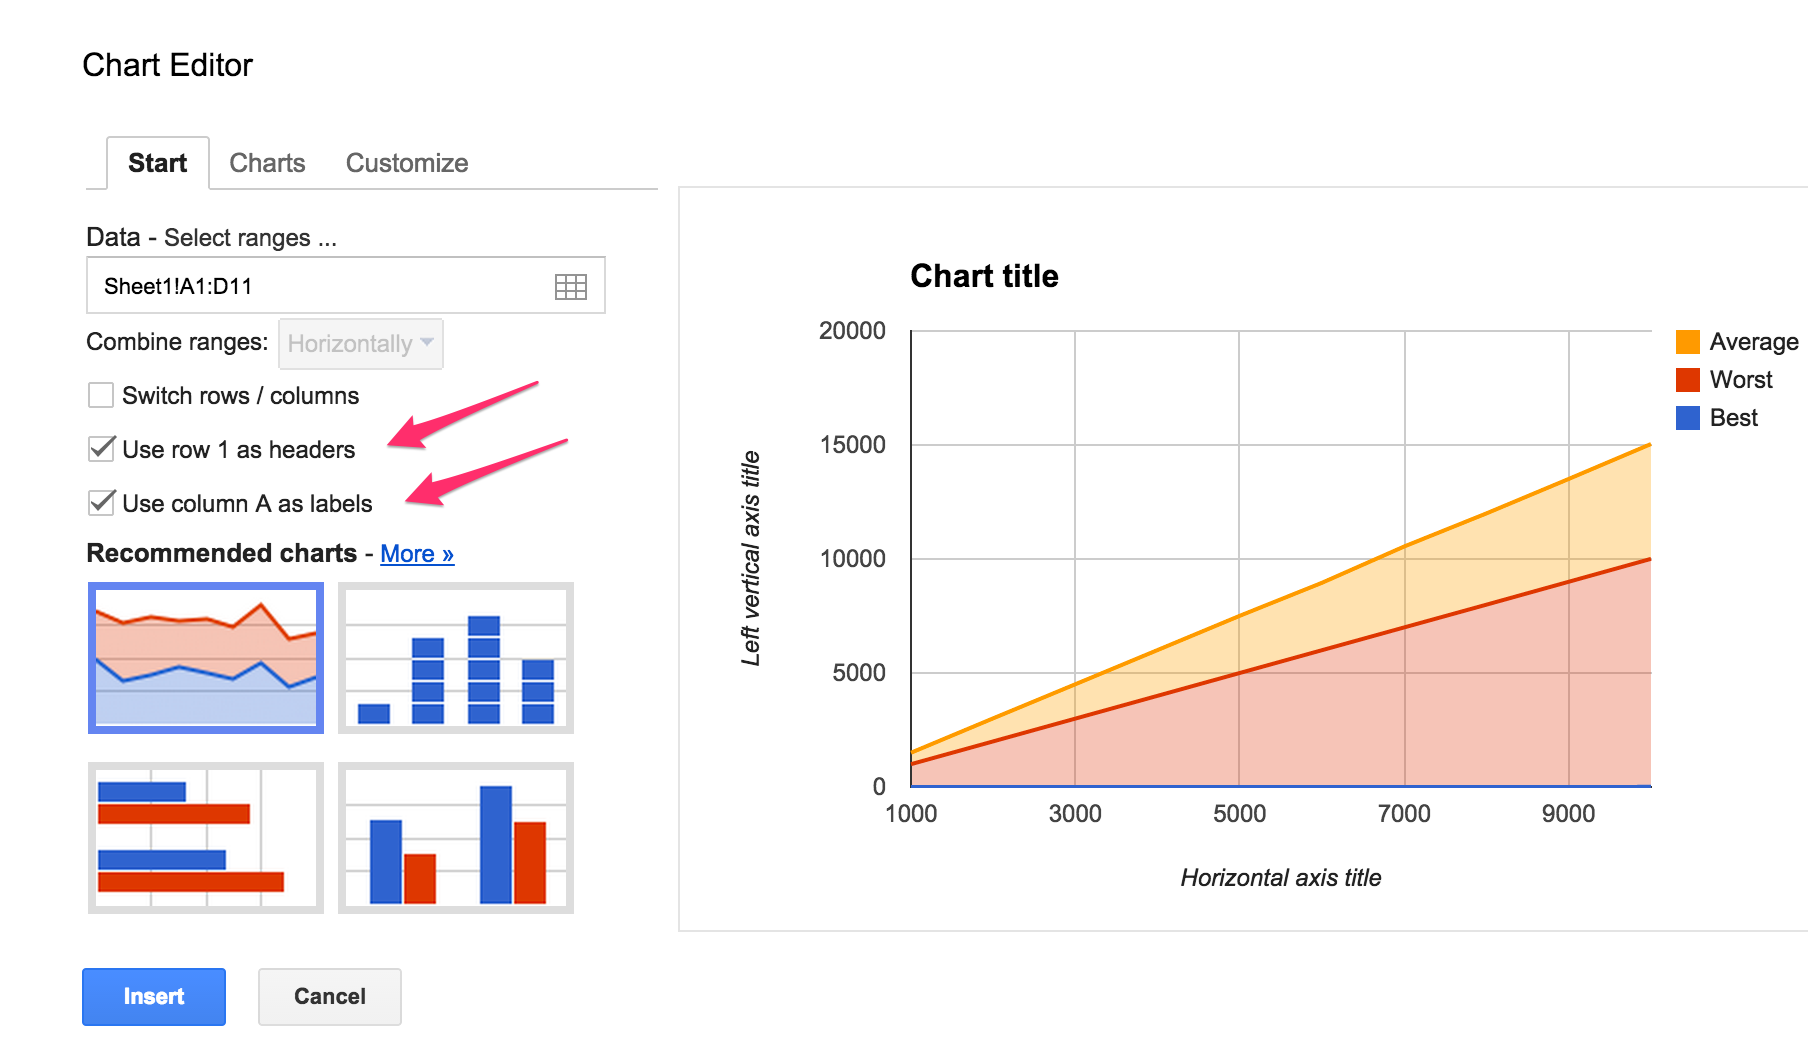 Chart Editor
Start Charts Customize
Data - Select ranges ...
Sheet1!A1:D11
Combine ranges: Horizontally
Switch rows / columns
Use row 1 as headers
Use column A as labels
Recommended charts - More »
Insert Cancel
Chart title
Left vertical axis title
20000
15000
10000
5000
0
1000 3000 5000 7000 9000
Horizontal axis title
Average
Worst
Best